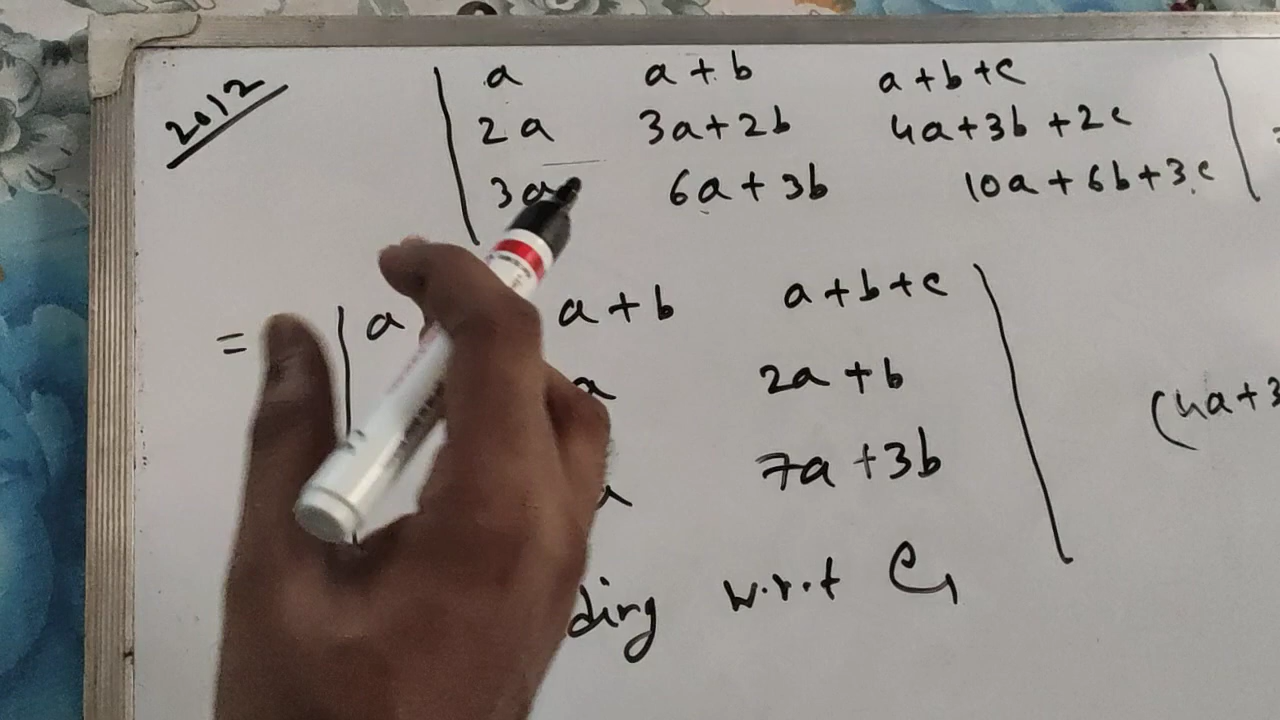 2012
a a + b a + b + c
2a 3a + 2b 4a + 3b + 2c =
3a 6a + 3b 10a + 6b + 3c
= a a + b a + b + c
a 2a + b
(4a + 3
7a + 3b
ding w.r.t C1